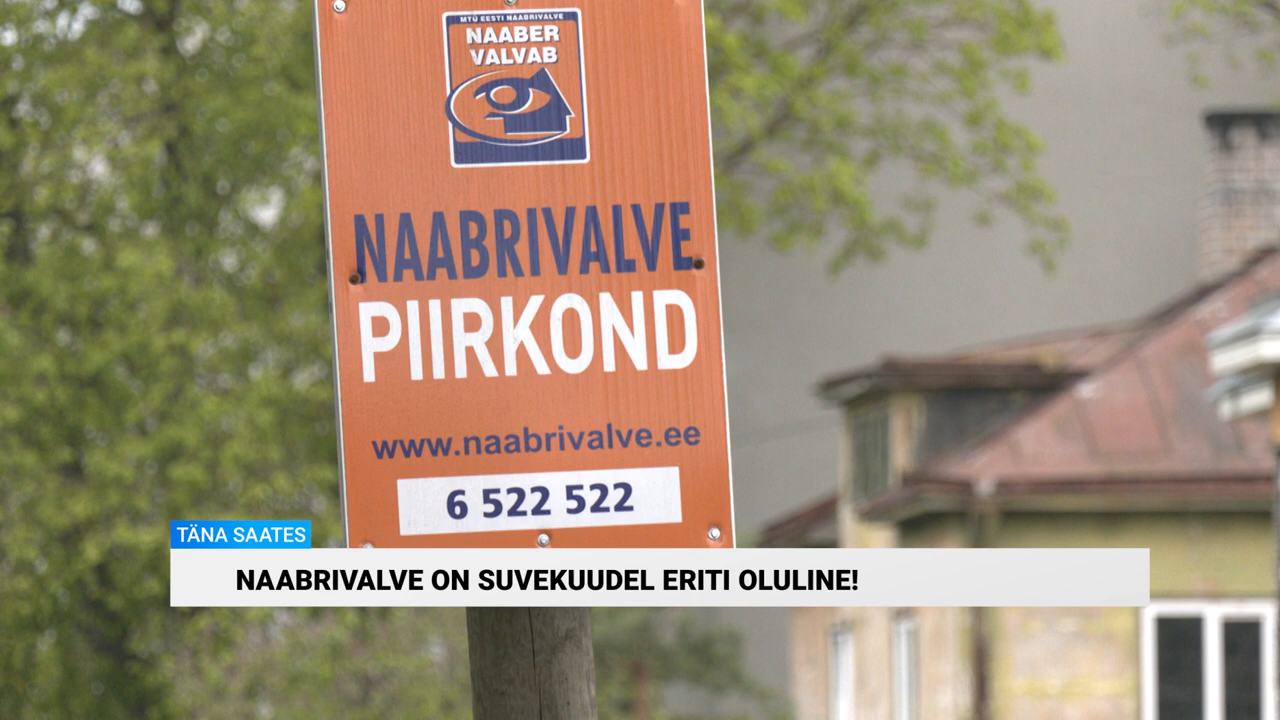 MTÜ EESTI NAABRIVALVE
NAABER
VALVAB
NAABRIVALVE
PIIRKOND
www.naabrivalve.ee
6 522 522
TÄNA SAATES
NAABRIVALVE ON SUVEKUUDEL ERITI OLULINE!